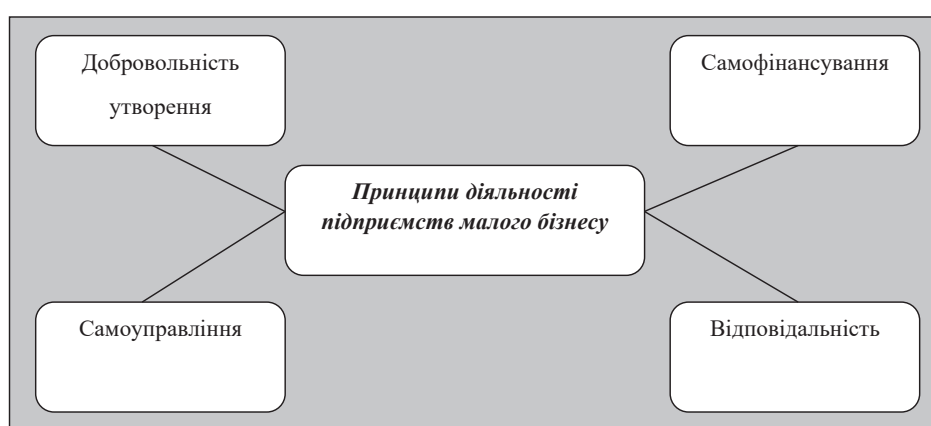 Добровольність
утворення
Самофінансування
Принципи діяльності
підприємств малого бізнесу
Самоуправління
Відповідальність